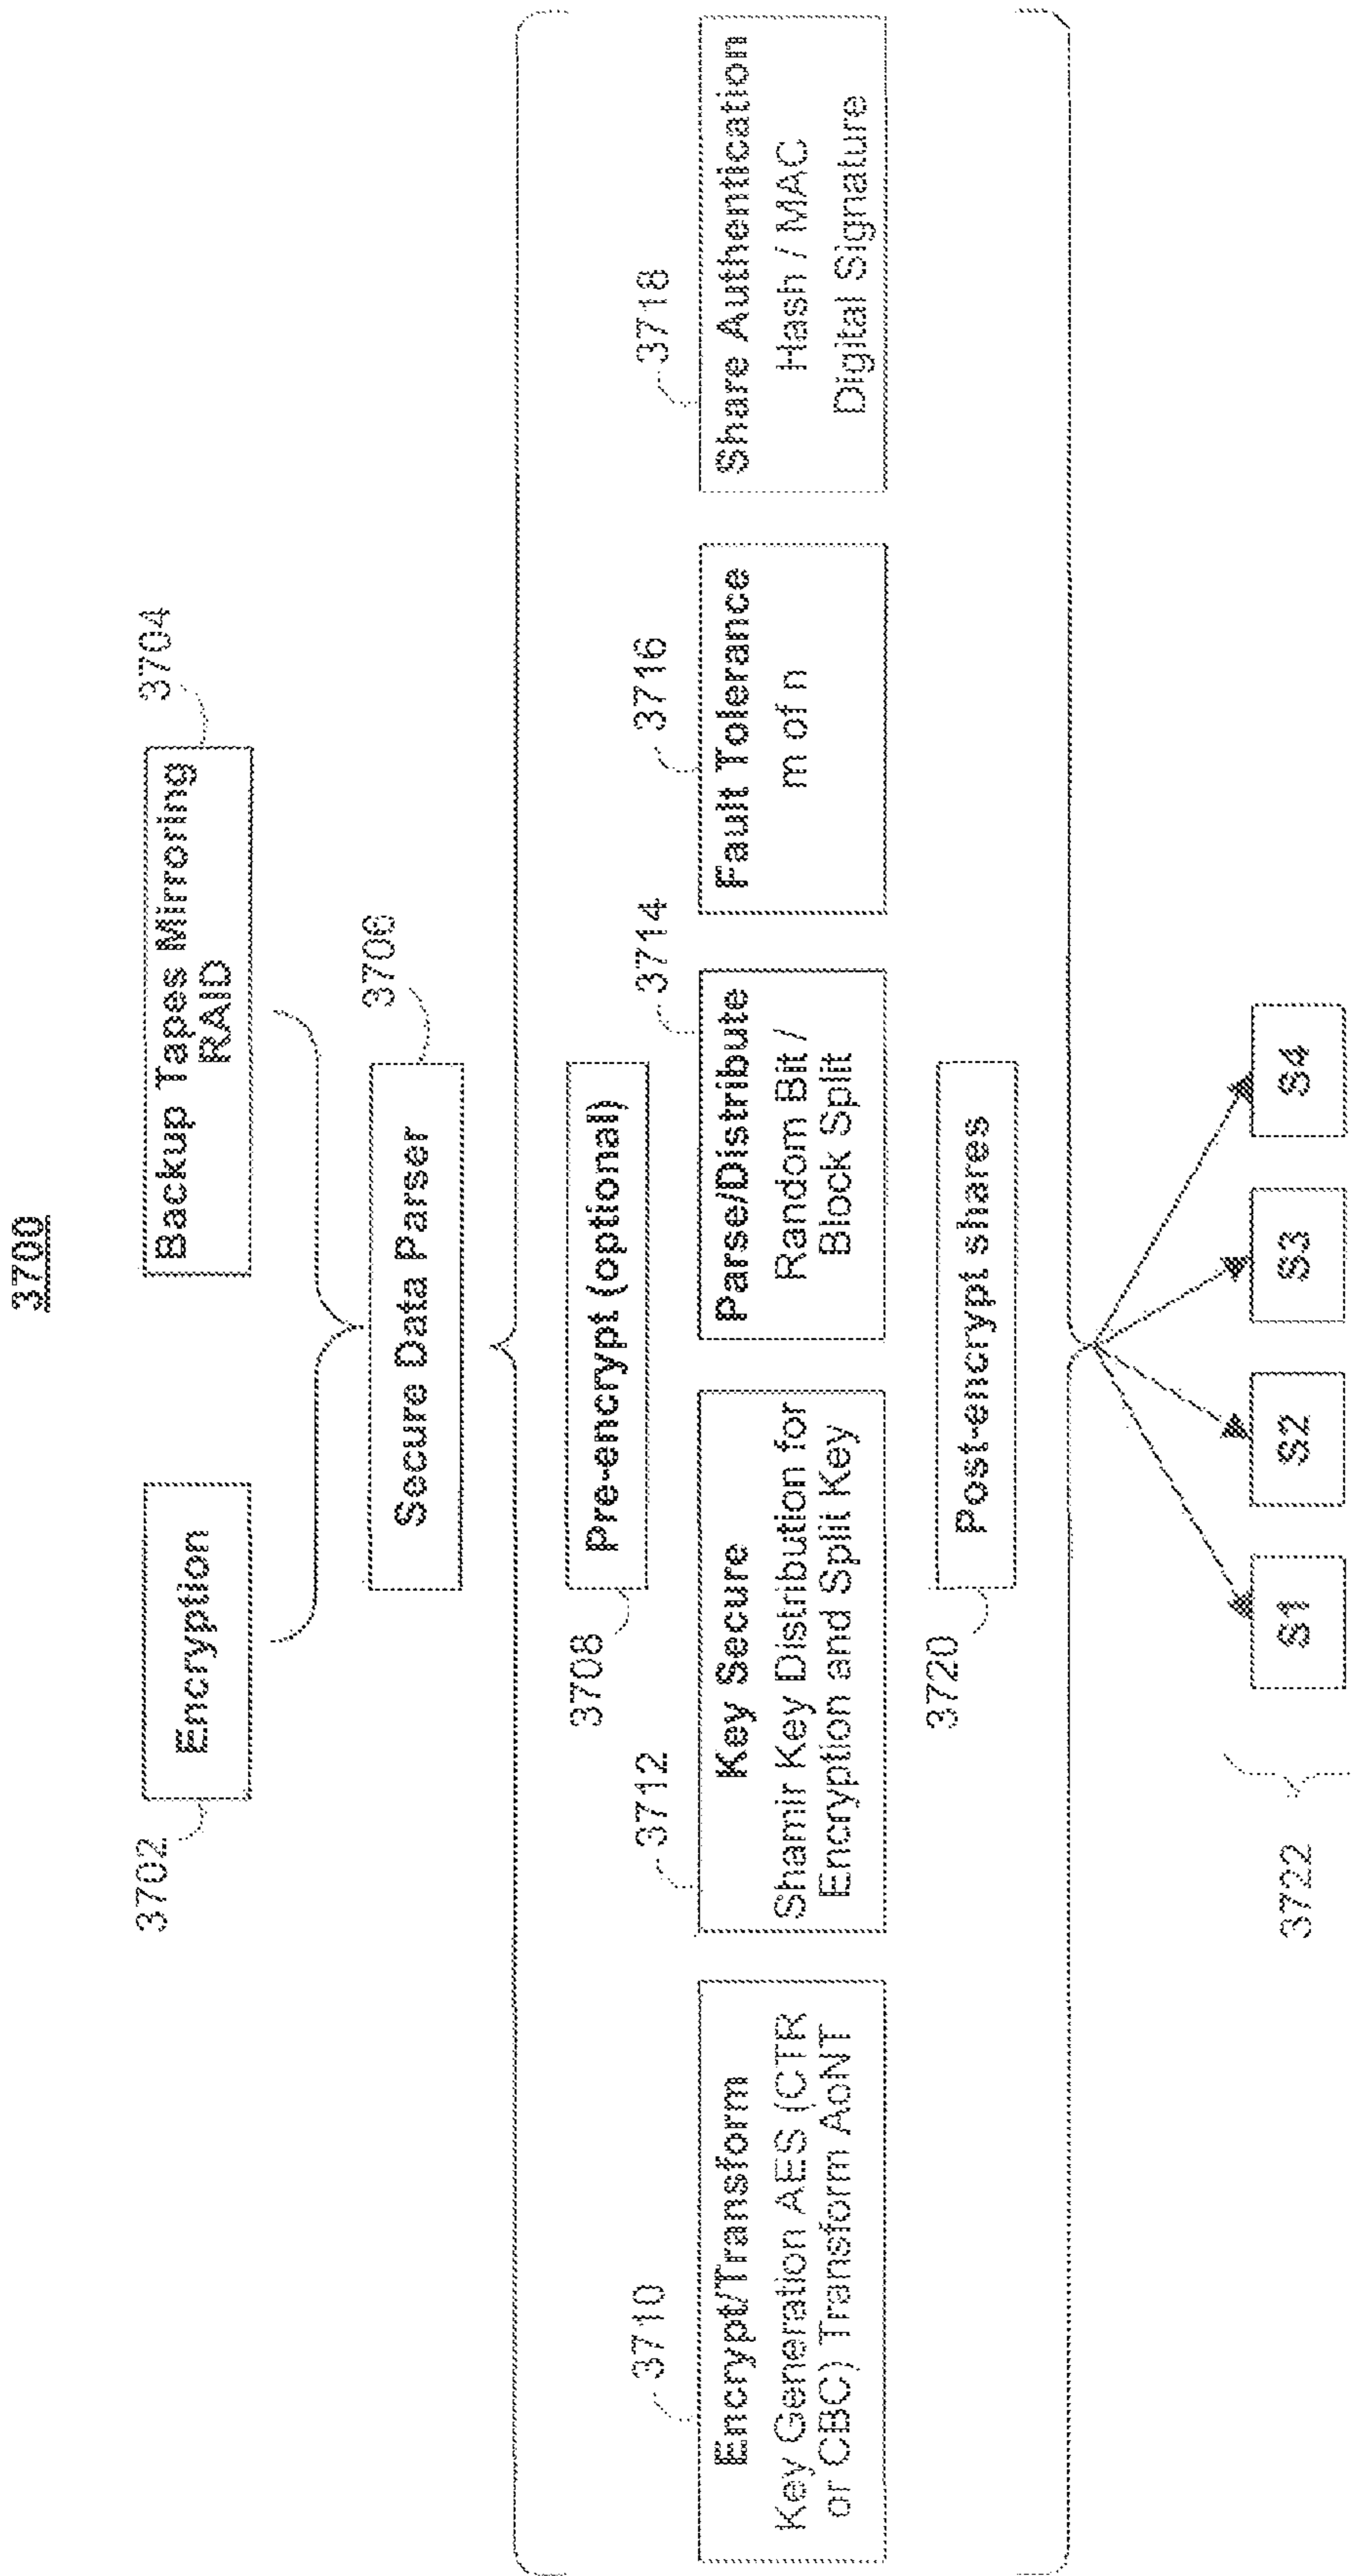 3700
3702
Encryption
Backup Tapes Mirroring
RAID
3704
Secure Data Parser
3706
3708
Pre-encrypt (optional)
3710
Encrypt/Transform
Key Generation AES (CTR
or CBC) Transform AoNT
3712
Key Secure
Shamir Key Distribution for
Encryption and Split Key
3714
Parse/Distribute
Random Bit /
Block Split
3716
Fault Tolerance
m of n
3718
Share Authentication
Hash / MAC
Digital Signature
3720
Post-encrypt shares
3722
S1
S2
S3
S4